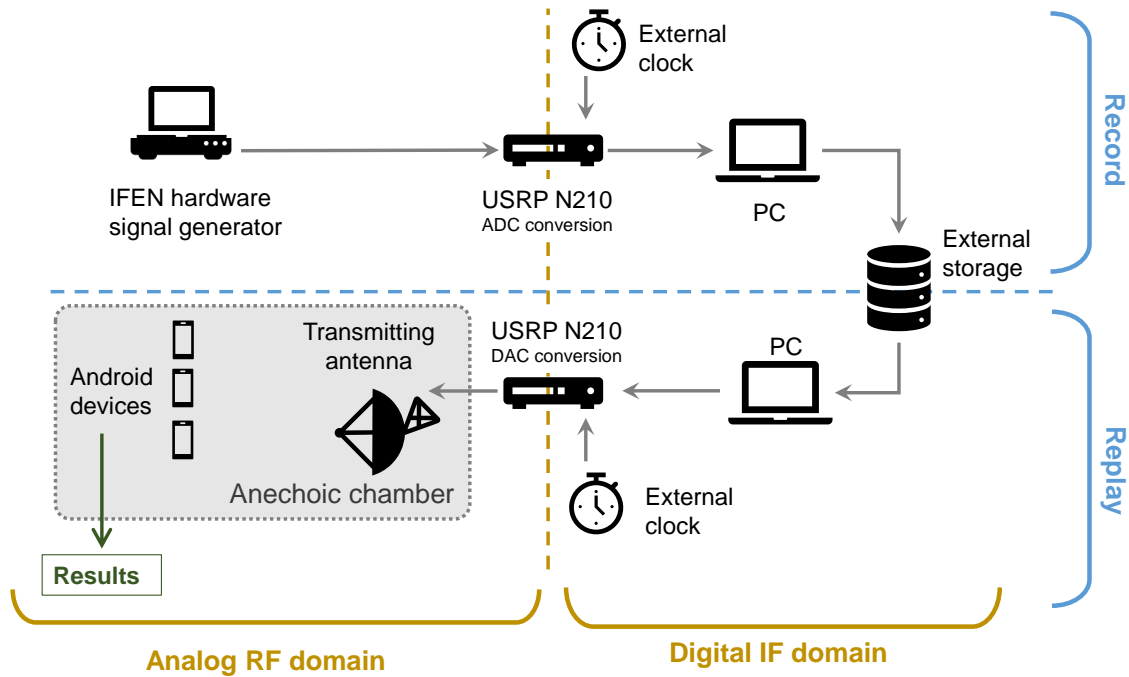 External
clock
Record
IFEN hardware
signal generator
USRP N210
ADC conversion
PC
External
storage
Transmitting
antenna
USRP N210
DAC conversion
PC
Android
devices
Anechoic chamber
External
clock
Replay
Results
Analog RF domain
Digital IF domain